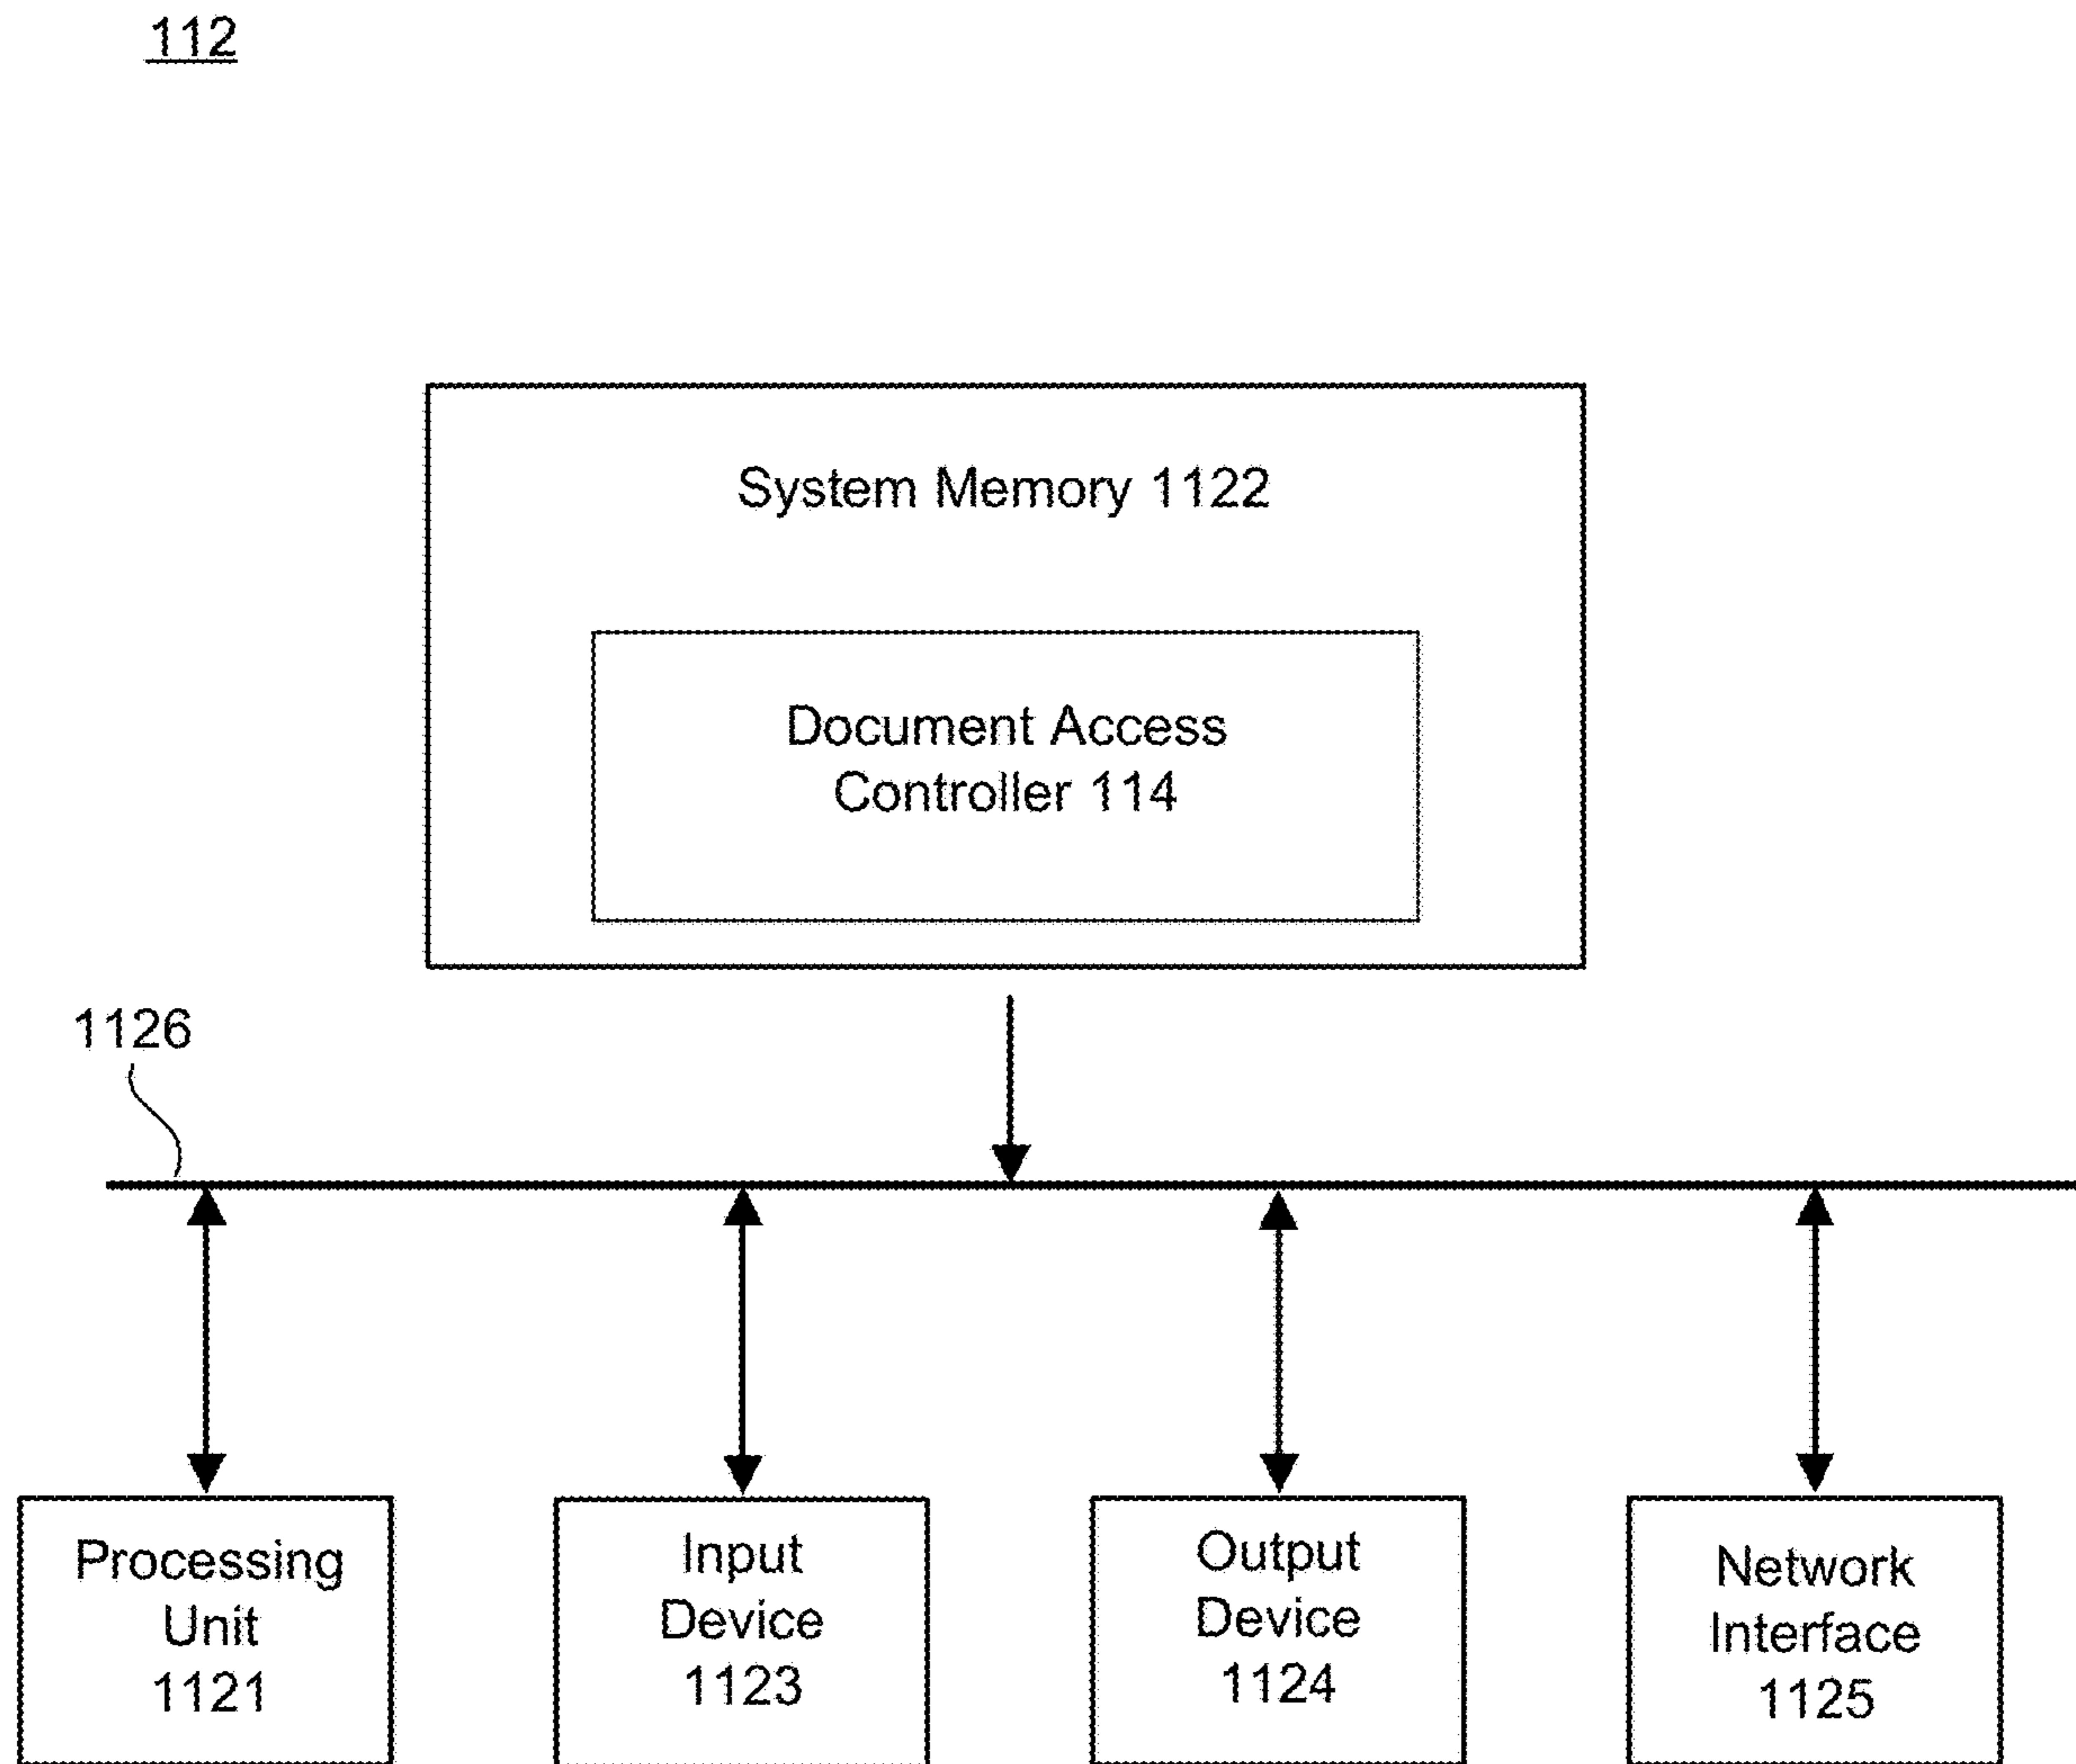 112
System Memory 1122
Document Access
Controller 114
1126
Processing
Unit
1121
Input
Device
1123
Output
Device
1124
Network
Interface
1125